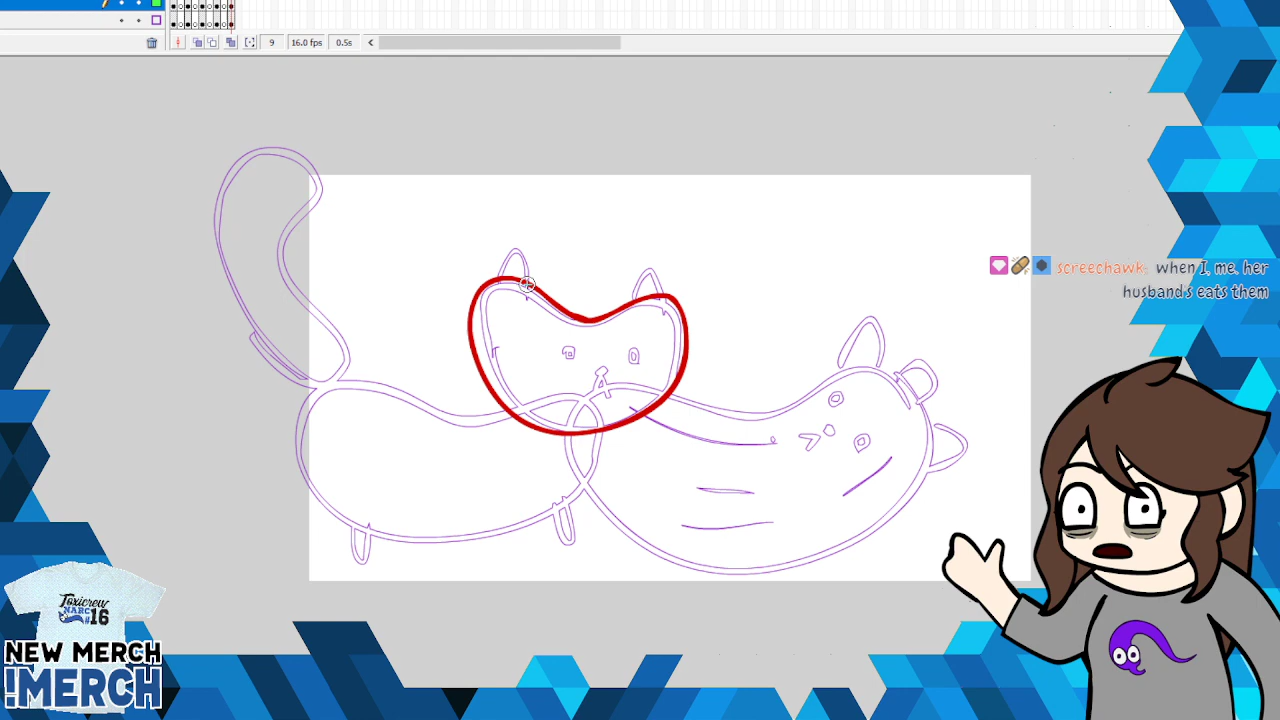 9 16.0 fps 0.5s
screechawk: when I, me. her
husband's eats them
Toxicrew
NARC
#16
NEW MERCH
!MERCH